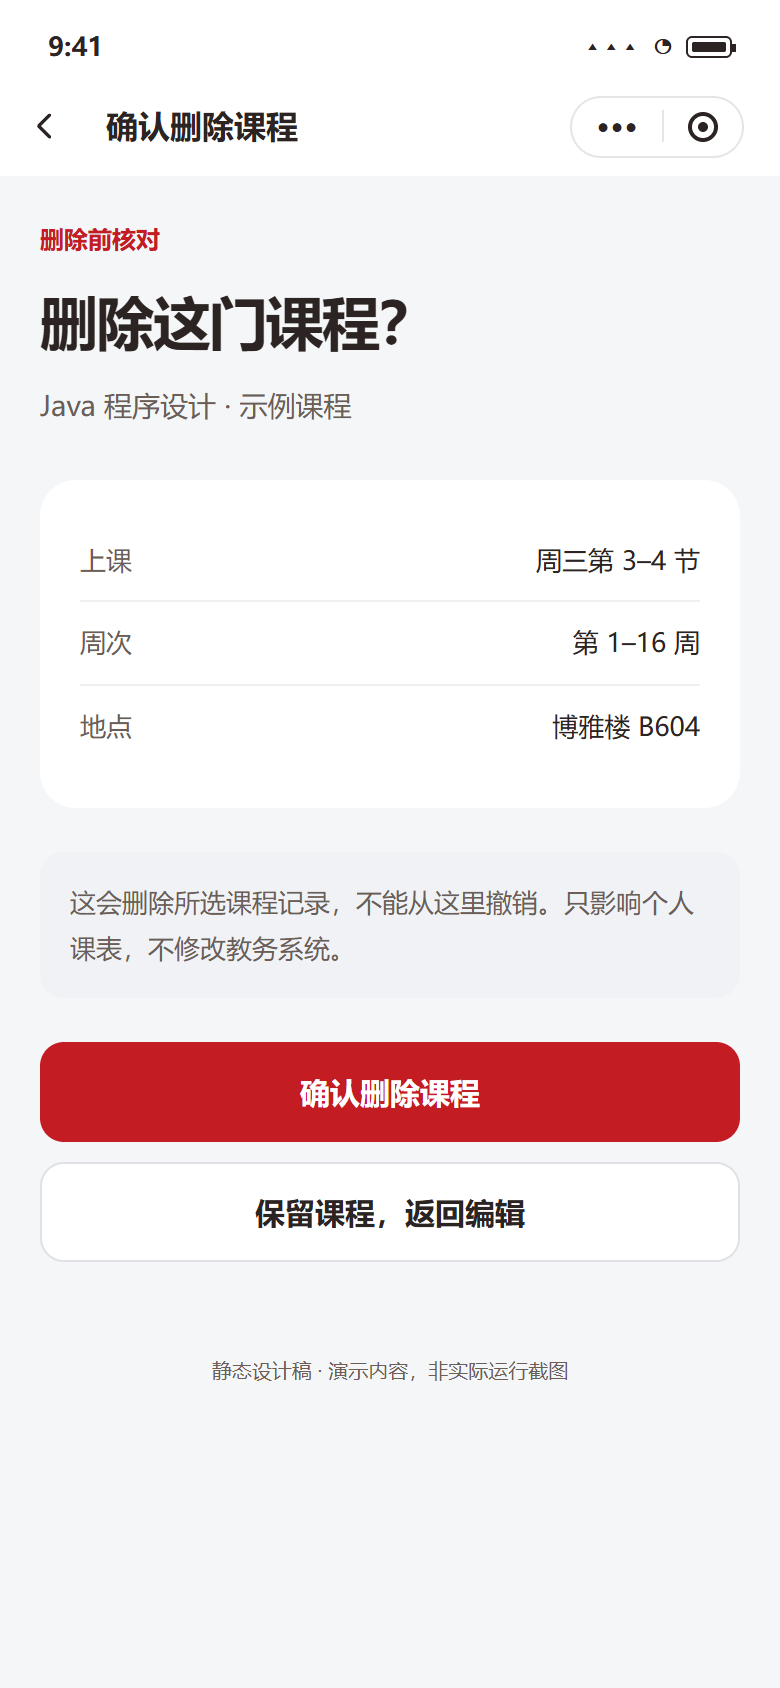 9:41
确认删除课程
删除前核对
删除这门课程？
Java 程序设计 · 示例课程
上课 周三第 3–4 节
周次 第 1–16 周
地点 博雅楼 B604
这会删除所选课程记录，不能从这里撤销。只影响个人
课表，不修改教务系统。
确认删除课程
保留课程，返回编辑
静态设计稿 · 演示内容，非实际运行截图